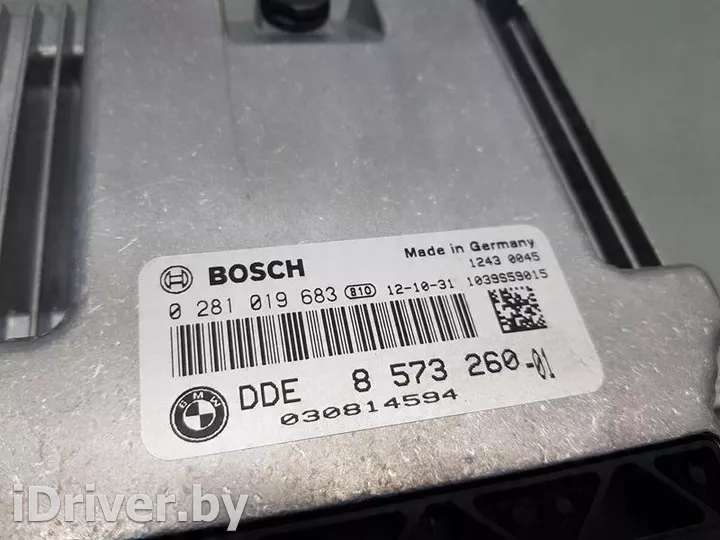 Made in Germany
BOSCH
1243 0045
0 281 019 683 810 12-10-31 1039S59015
BMW
DDE 8 573 260-01
030814594
iDriver.by